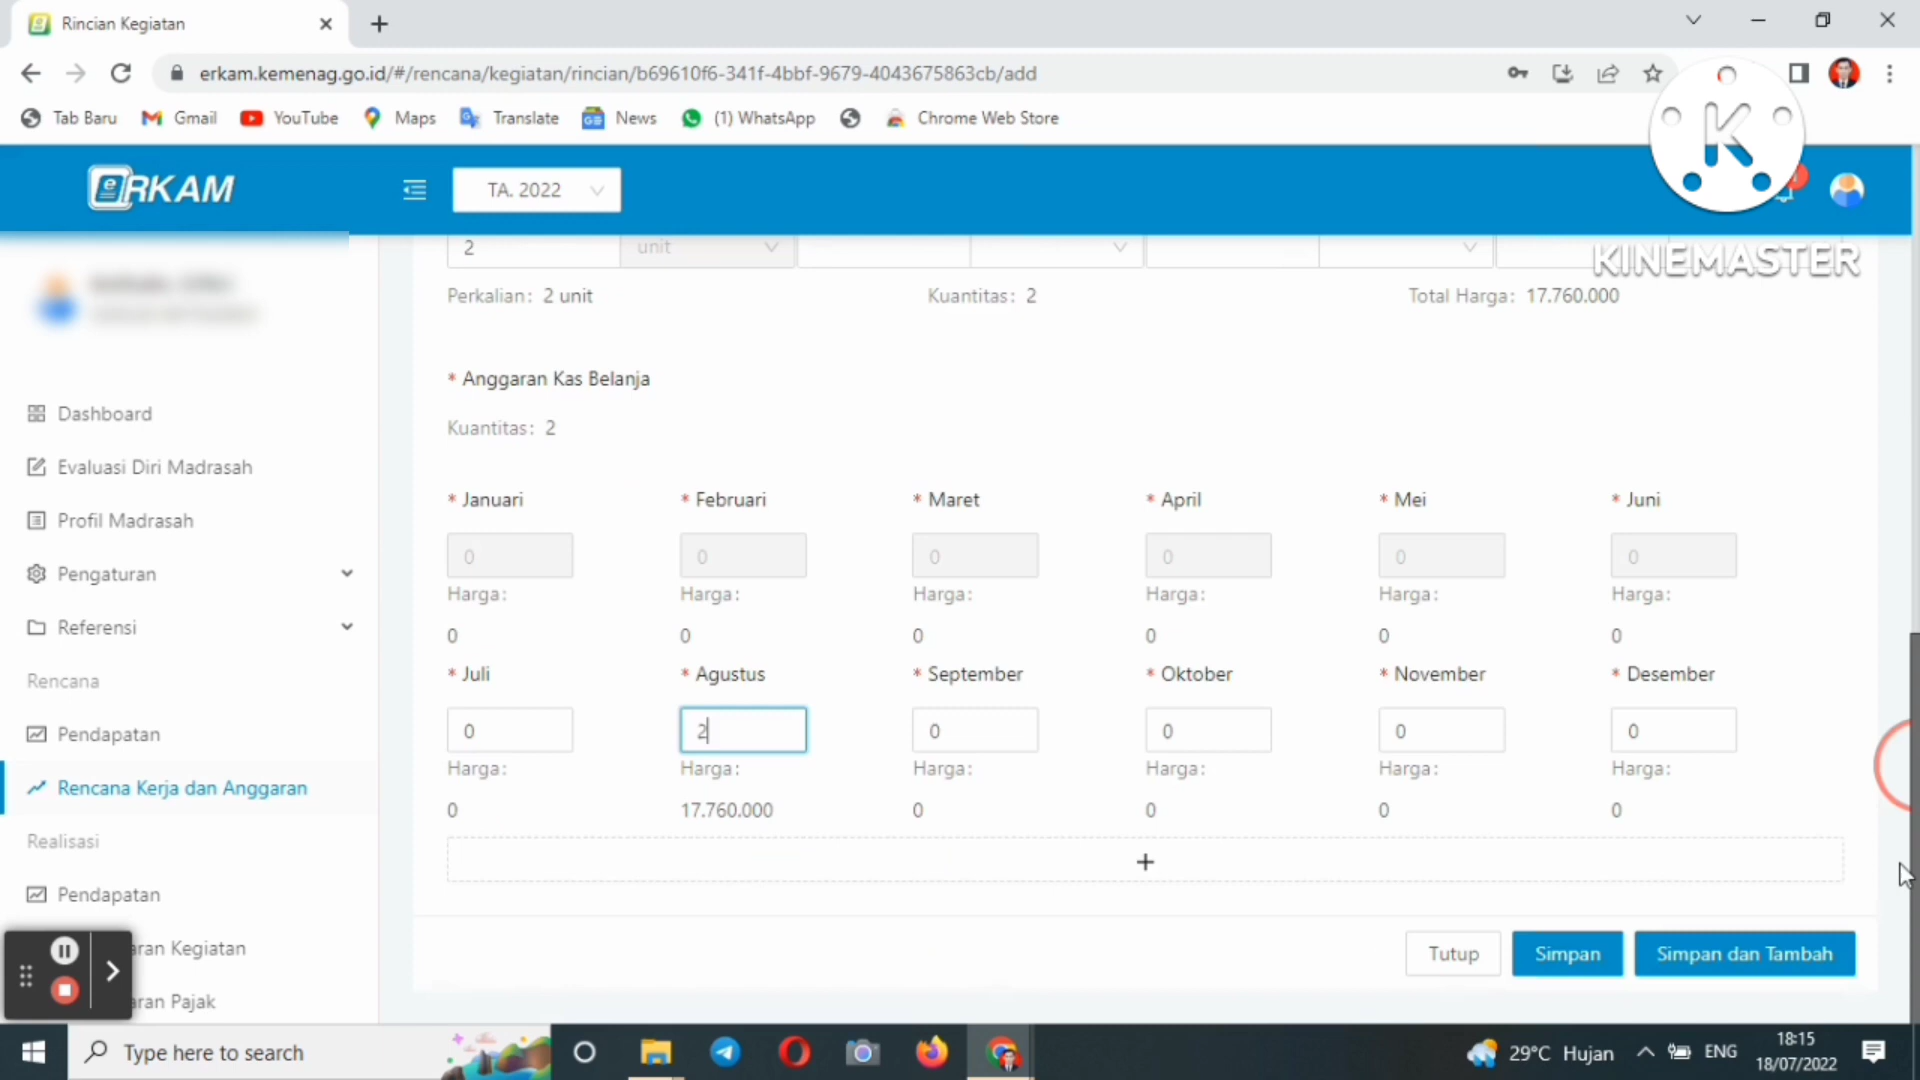 Rincian Kegiatan
erkam.kemenag.go.id/#/rencana/kegiatan/rincian/b69610f6-341f-4bbf-9679-4043675863cb/add
Tab Baru Gmail YouTube Maps Translate News (1) WhatsApp Chrome Web Store
K
eRKAM TA. 2022
KINEMASTER
2 unit
Perkalian: 2 unit Kuantitas: 2 Total Harga: 17.760.000
* Anggaran Kas Belanja
Kuantitas: 2
* Januari * Februari * Maret * April * Mei * Juni
0 0 0 0 0 0
Harga: Harga: Harga: Harga: Harga: Harga:
0 0 0 0 0 0
* Juli * Agustus * September * Oktober * November * Desember
0 2 0 0 0 0
Harga: Harga: Harga: Harga: Harga: Harga:
0 17.760.000 0 0 0 0
+
Tutup Simpan Simpan dan Tambah
Dashboard
Evaluasi Diri Madrasah
Profil Madrasah
Pengaturan
Referensi
Rencana
Pendapatan
Rencana Kerja dan Anggaran
Realisasi
Pendapatan
aran Kegiatan
aran Pajak
Type here to search
29°C Hujan ENG
18:15
18/07/2022